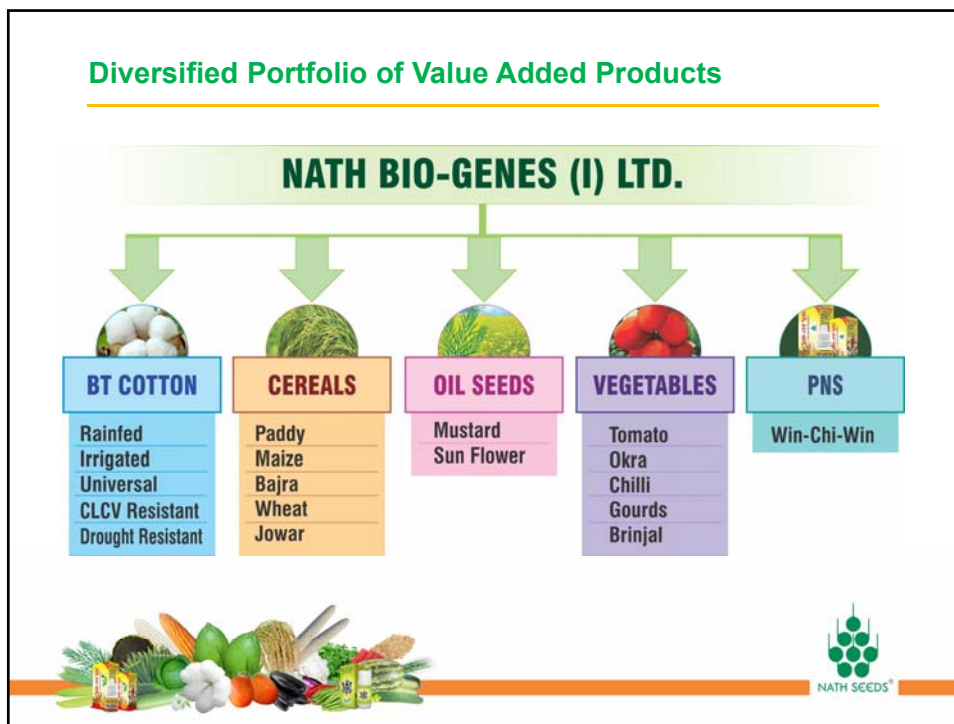 Diversified Portfolio of Value Added Products
NATH BIO-GENES (I) LTD.
BT COTTON
Rainfed
Irrigated
Universal
CLCV Resistant
Drought Resistant
CEREALS
Paddy
Maize
Bajra
Wheat
Jowar
OIL SEEDS
Mustard
Sun Flower
VEGETABLES
Tomato
Okra
Chilli
Gourds
Brinjal
PNS
Win-Chi-Win
NATH SEEDS®